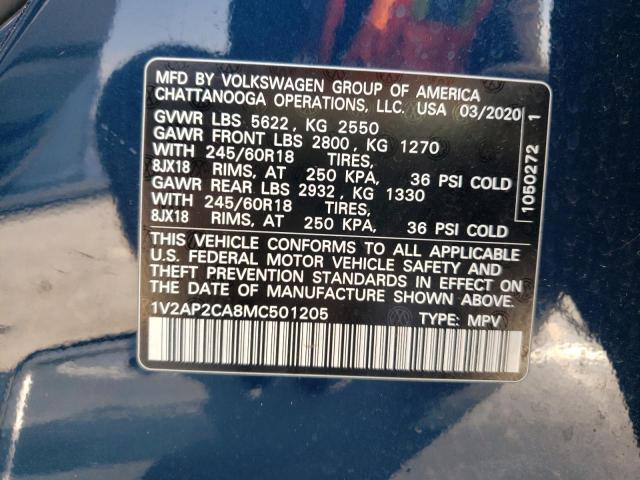 MFD BY VOLKSWAGEN GROUP OF AMERICA
CHATTANOOGA OPERATIONS, LLC. USA 03/2020
GVWR LBS 5622, KG 2550
GAWR FRONT LBS 2800, KG 1270
WITH 245/60R18 TIRES,
8JX18 RIMS, AT 250 KPA, 36 PSI COLD
GAWR REAR LBS 2932, KG 1330
WITH 245/60R18 TIRES,
8JX18 RIMS, AT 250 KPA, 36 PSI COLD
THIS VEHICLE CONFORMS TO ALL APPLICABLE
U.S. FEDERAL MOTOR VEHICLE SAFETY AND
THEFT PREVENTION STANDARDS IN EFFECT ON
THE DATE OF MANUFACTURE SHOWN ABOVE.
1V2AP2CA8MC501205 TYPE: MPV
1050272 1